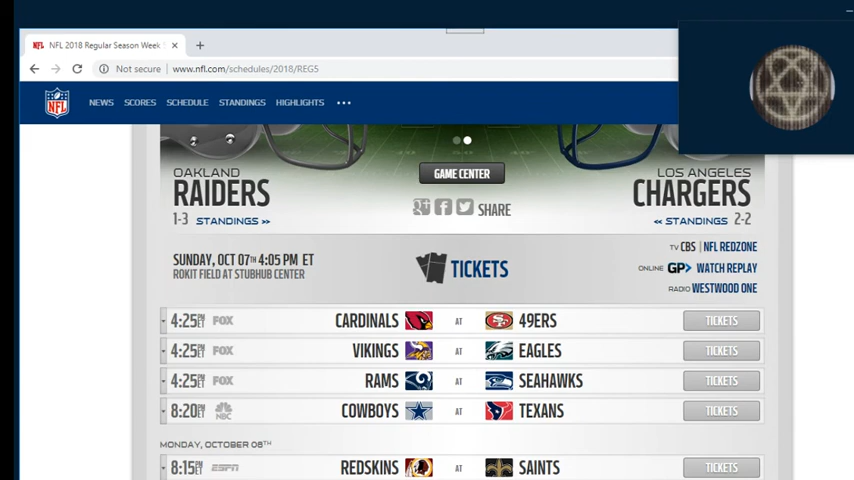 NFL 2018 Regular Season Week
Not secure www.nfl.com/schedules/2018/REG5
NFL NEWS SCORES SCHEDULE STANDINGS HIGHLIGHTS
GAME CENTER
OAKLAND
RAIDERS
1-3 STANDINGS >>
SHARE
LOS ANGELES
CHARGERS
<< STANDINGS 2-2
SUNDAY, OCT 07TH 4:05 PM ET
ROKIT FIELD AT STUBHUB CENTER
TICKETS
TV CBS | NFL REDZONE
ONLINE GP> WATCH REPLAY
RADIO WESTWOOD ONE
4:25 PM ET FOX CARDINALS AT SF 49ERS TICKETS
4:25 PM ET FOX VIKINGS AT EAGLES TICKETS
4:25 PM ET FOX RAMS AT SEAHAWKS TICKETS
8:20 PM ET NBC COWBOYS AT TEXANS TICKETS
MONDAY, OCTOBER 08TH
8:15 PM ET ESPN REDSKINS AT SAINTS TICKETS